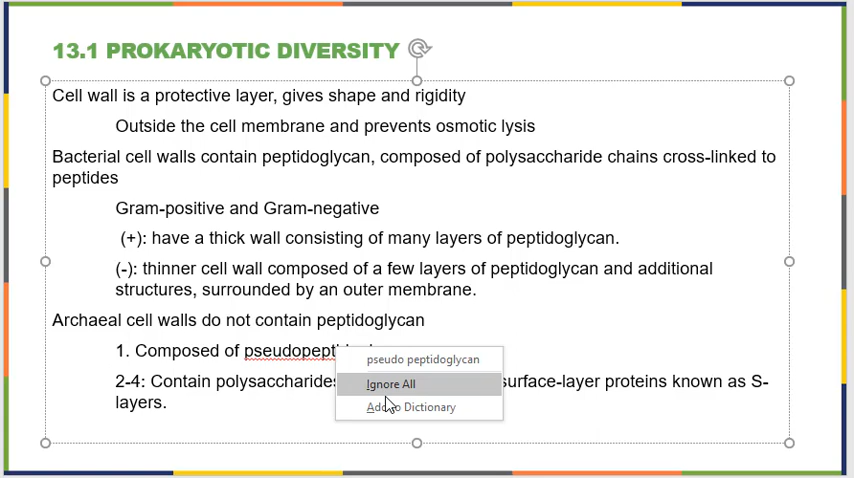 13.1 PROKARYOTIC DIVERSITY
Cell wall is a protective layer, gives shape and rigidity
Outside the cell membrane and prevents osmotic lysis
Bacterial cell walls contain peptidoglycan, composed of polysaccharide chains cross-linked to
peptides
Gram-positive and Gram-negative
(+): have a thick wall consisting of many layers of peptidoglycan.
(-): thinner cell wall composed of a few layers of peptidoglycan and additional
structures, surrounded by an outer membrane.
Archaeal cell walls do not contain peptidoglycan
1. Composed of
pseudo peptidoglycan
2-4: Contain polysaccharides
Ignore All
surface-layer proteins known as S-
layers.
Dictionary